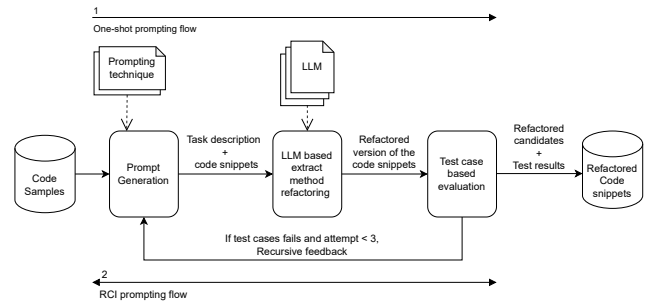 1
One-shot prompting flow
Prompting
technique
LLM
Code
Samples
Prompt
Generation
Task description
+
code snippets
LLM based
extract
method
refactoring
Refactored
version of the
code snippets
Test case
based
evaluation
Refactored
candidates
+
Test results
Refactored
Code
snippets
If test cases fails and attempt < 3,
Recursive feedback
2
RCI prompting flow